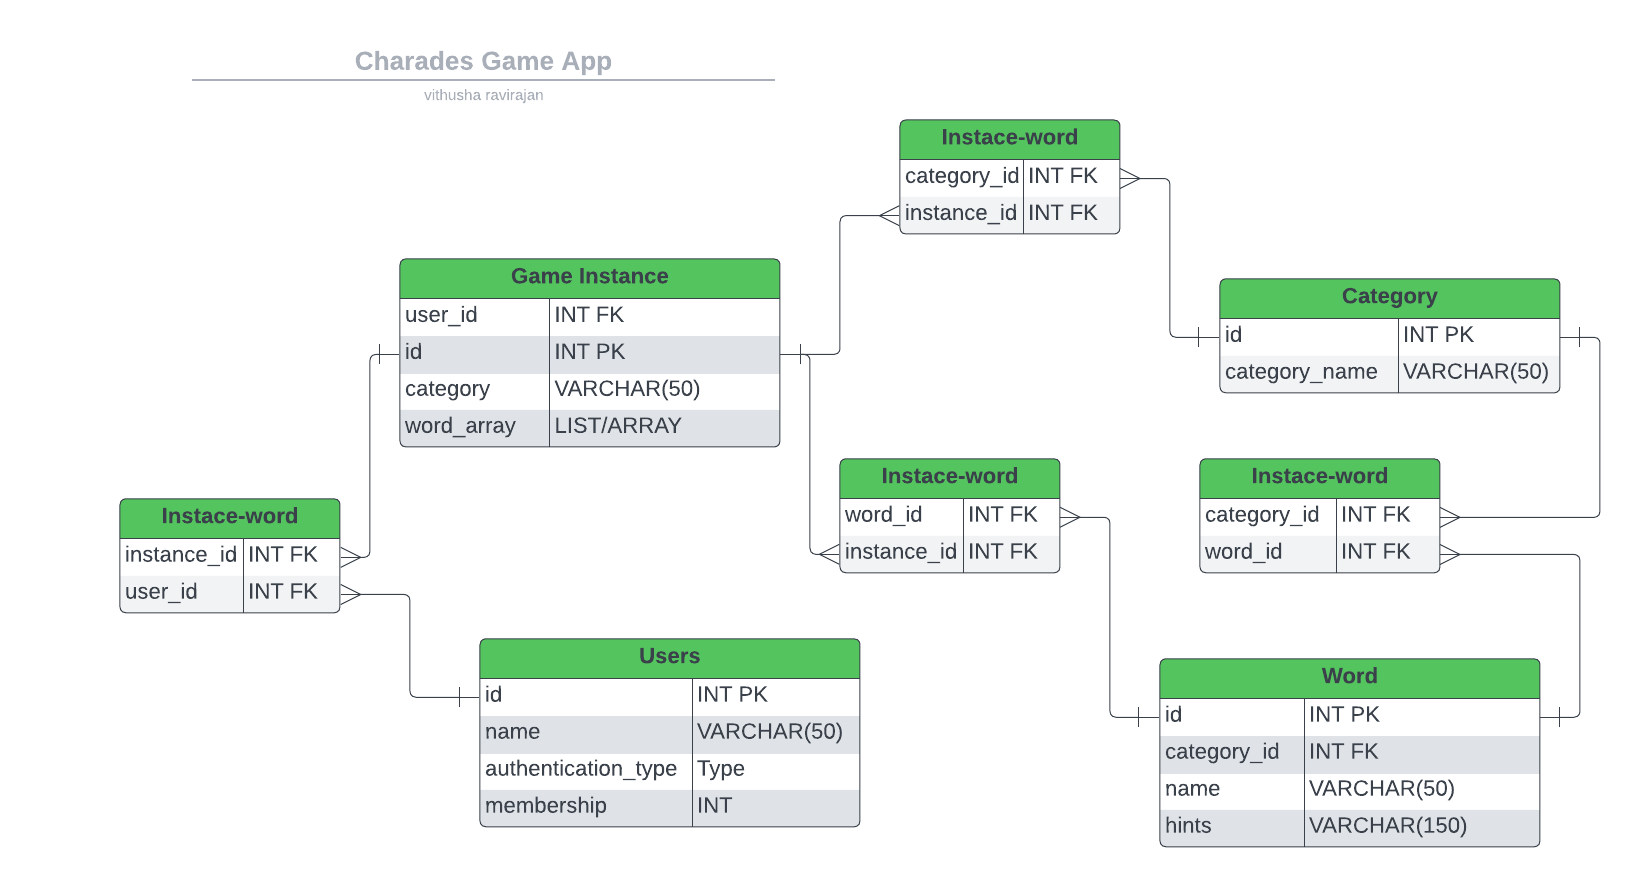 Charades Game App
vithusha ravirajan
Instace-word
category_id INT FK
instance_id INT FK
Game Instance
user_id INT FK
id INT PK
category VARCHAR(50)
word_array LIST/ARRAY
Category
id INT PK
category_name VARCHAR(50)
Instace-word
word_id INT FK
instance_id INT FK
Instace-word
category_id INT FK
word_id INT FK
Instace-word
instance_id INT FK
user_id INT FK
Users
id INT PK
name VARCHAR(50)
authentication_type Type
membership INT
Word
id INT PK
category_id INT FK
name VARCHAR(50)
hints VARCHAR(150)